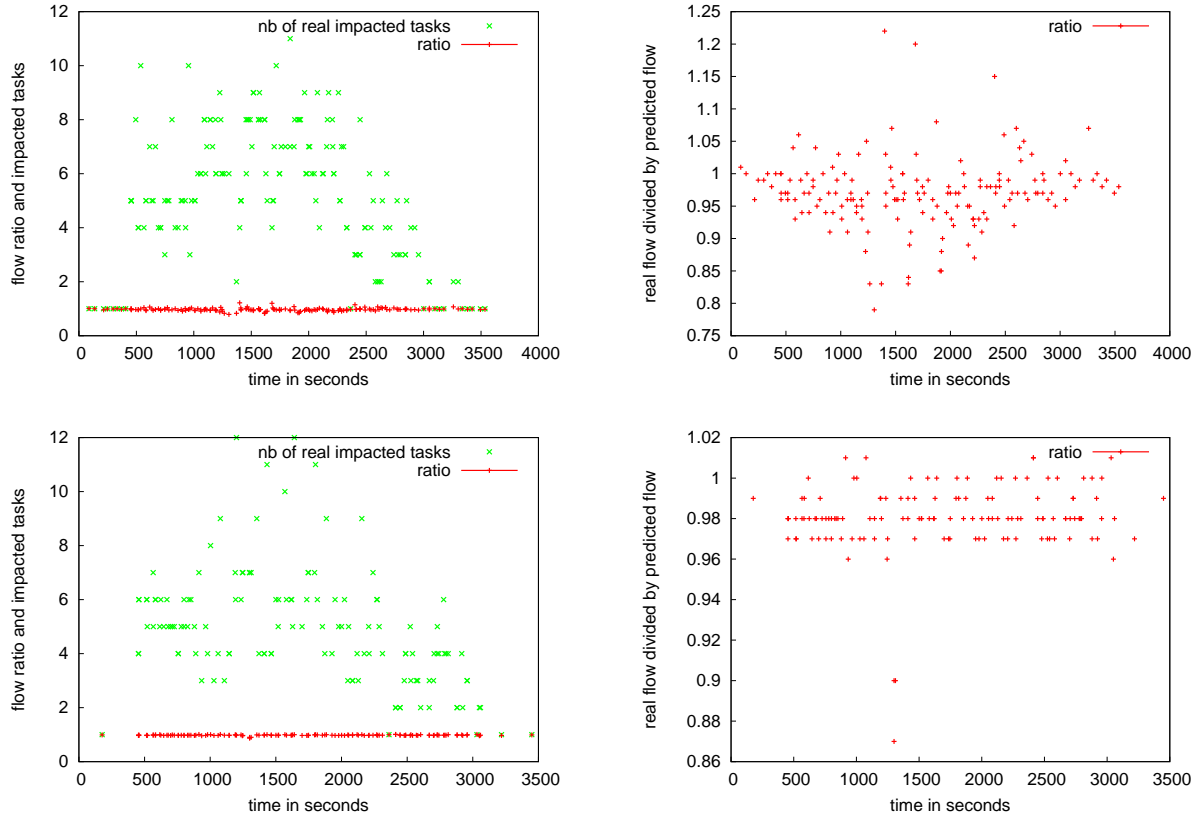 12
10
8
6
4
2
0
flow ratio and impacted tasks
nb of real impacted tasks
ratio
0 500 1000 1500 2000 2500 3000 3500 4000
time in seconds
1.25
1.2
1.15
1.1
1.05
1
0.95
0.9
0.85
0.8
0.75
real flow divided by predicted flow
ratio
0 500 1000 1500 2000 2500 3000 3500 4000
time in seconds
12
10
8
6
4
2
0
flow ratio and impacted tasks
nb of real impacted tasks
ratio
0 500 1000 1500 2000 2500 3000 3500
time in seconds
1.02
1
0.98
0.96
0.94
0.92
0.9
0.88
0.86
real flow divided by predicted flow
ratio
0 500 1000 1500 2000 2500 3000 3500
time in seconds